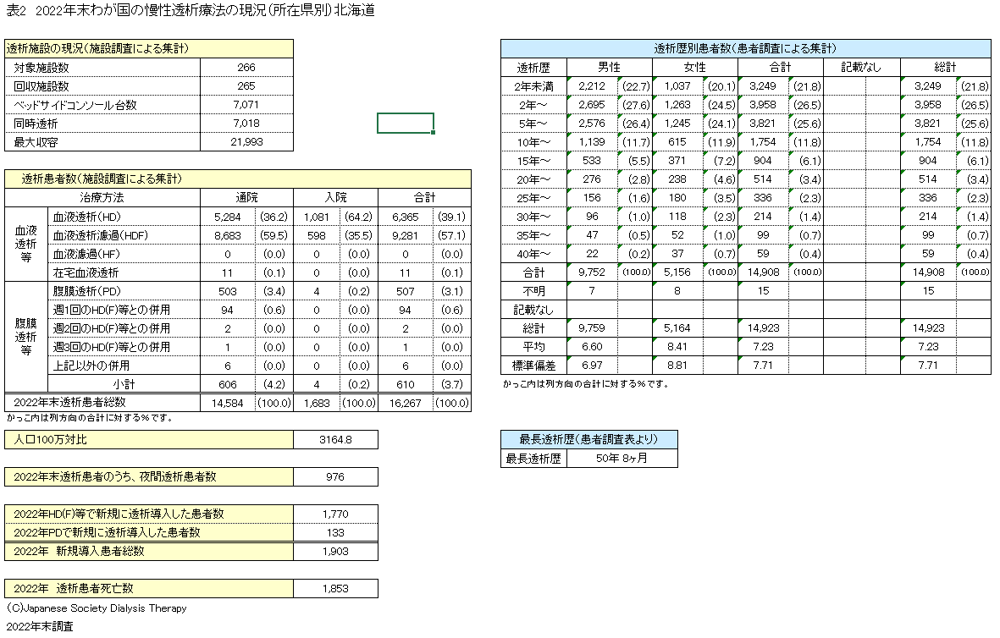 表2　2022年末わが国の慢性透析療法の現況（所在県別）北海道
透析施設の現況（施設調査による集計）
対象施設数 266
回収施設数 265
ベッドサイドコンソール台数 7,071
同時透析 7,018
最大収容 21,993
透析患者数（施設調査による集計）
治療方法 通院 入院 合計
血液透析等
血液透析（HD） 5,284 (36.2) 1,081 (64.2) 6,365 (39.1)
血液透析濾過（HDF） 8,683 (59.5) 598 (35.5) 9,281 (57.1)
血液濾過（HF） 0 (0.0) 0 (0.0) 0 (0.0)
在宅血液透析 11 (0.1) 0 (0.0) 11 (0.1)
腹膜透析等
腹膜透析（PD） 503 (3.4) 4 (0.2) 507 (3.1)
週1回のHD(F)等との併用 94 (0.6) 0 (0.0) 94 (0.6)
週2回のHD(F)等との併用 2 (0.0) 0 (0.0) 2 (0.0)
週3回のHD(F)等との併用 1 (0.0) 0 (0.0) 1 (0.0)
上記以外の併用 6 (0.0) 0 (0.0) 6 (0.0)
小計 606 (4.2) 4 (0.2) 610 (3.7)
2022年末透析患者総数 14,584 (100.0) 1,683 (100.0) 16,267 (100.0)
かっこ内は列方向の合計に対する％です。
人口100万対比 3164.8
2022年末透析患者のうち、夜間透析患者数 976
2022年HD(F)等で新規に透析導入した患者数 1,770
2022年PDで新規に透析導入した患者数 133
2022年　新規導入患者総数 1,903
2022年　透析患者死亡数 1,853
(C)Japanese Society Dialysis Therapy
2022年末調査
透析歴別患者数（患者調査による集計）
透析歴 男性 女性 合計 記載なし 総計
2年未満 2,212 (22.7) 1,037 (20.1) 3,249 (21.8) 3,249 (21.8)
2年～ 2,695 (27.6) 1,263 (24.5) 3,958 (26.5) 3,958 (26.5)
5年～ 2,576 (26.4) 1,245 (24.1) 3,821 (25.6) 3,821 (25.6)
10年～ 1,139 (11.7) 615 (11.9) 1,754 (11.8) 1,754 (11.8)
15年～ 533 (5.5) 371 (7.2) 904 (6.1) 904 (6.1)
20年～ 276 (2.8) 238 (4.6) 514 (3.4) 514 (3.4)
25年～ 156 (1.6) 180 (3.5) 336 (2.3) 336 (2.3)
30年～ 96 (1.0) 118 (2.3) 214 (1.4) 214 (1.4)
35年～ 47 (0.5) 52 (1.0) 99 (0.7) 99 (0.7)
40年～ 22 (0.2) 37 (0.7) 59 (0.4) 59 (0.4)
合計 9,752 (100.0) 5,156 (100.0) 14,908 (100.0) 14,908 (100.0)
不明 7 8 15 15
記載なし
総計 9,759 5,164 14,923 14,923
平均 6.60 8.41 7.23 7.23
標準偏差 6.97 8.81 7.71 7.71
かっこ内は列方向の合計に対する％です。
最長透析歴（患者調査表より）
最長透析歴 50年 8ヶ月